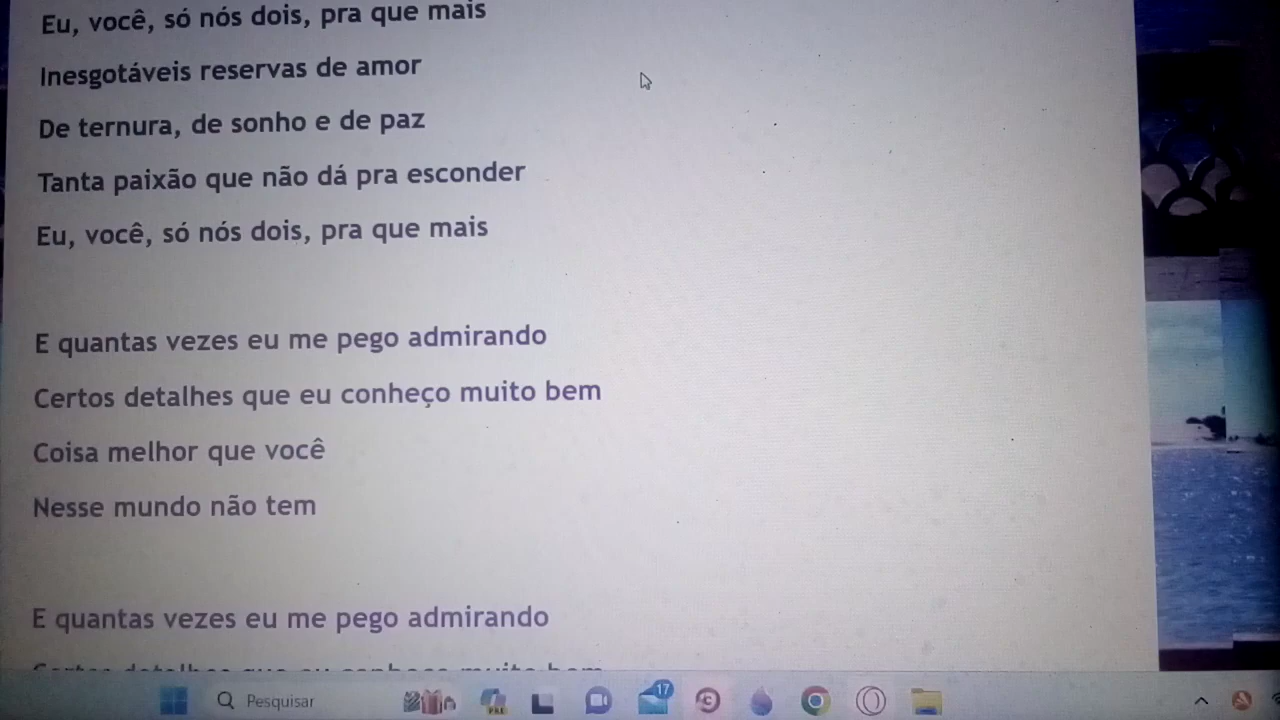 Eu, você, só nós dois, pra que mais
Inesgotáveis reservas de amor
De ternura, de sonho e de paz
Tanta paixão que não dá pra esconder
Eu, você, só nós dois, pra que mais
E quantas vezes eu me pego admirando
Certos detalhes que eu conheço muito bem
Coisa melhor que você
Nesse mundo não tem
E quantas vezes eu me pego admirando
Pesquisar
PRE
17